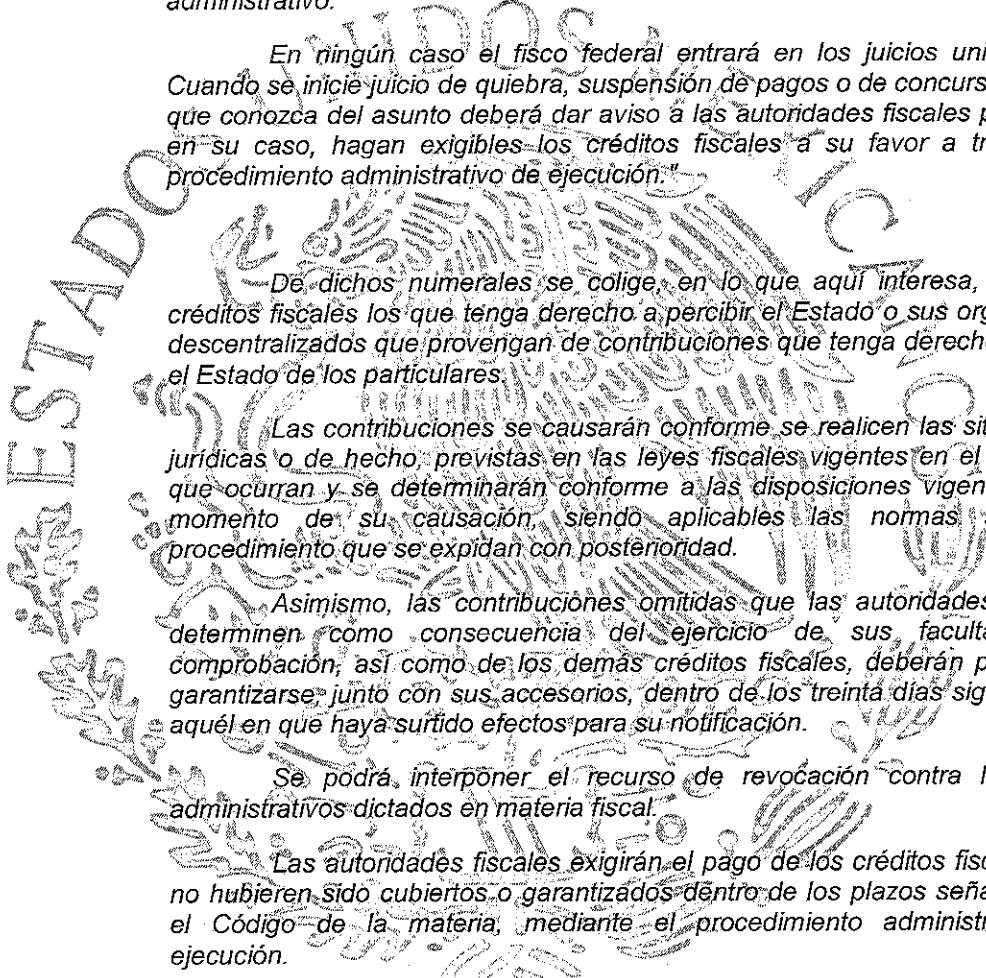 administrativo.
En ningún caso el fisco federal entrará en los juicios uni
Cuando se inicie juicio de quiebra, suspensión de pagos o de concurs
que conozca del asunto deberá dar aviso a las autoridades fiscales p
en su caso, hagan exigibles los créditos fiscales a su favor a tr
procedimiento administrativo de ejecución."
De dichos numerales se colige, en lo que aquí interesa,
créditos fiscales los que tenga derecho a percibir el Estado o sus org
descentralizados que provengan de contribuciones que tenga derech
el Estado de los particulares.
Las contribuciones se causarán conforme se realicen las sit
jurídicas o de hecho, previstas en las leyes fiscales vigentes en el
que ocurran y se determinarán conforme a las disposiciones vigen
momento de su causación, siendo aplicables las normas
procedimiento que se expidan con posterioridad.
Asimismo, las contribuciones omitidas que las autoridades
determinen como consecuencia del ejercicio de sus faculta
comprobación, así como de los demás créditos fiscales, deberán p
garantizarse, junto con sus accesorios, dentro de los treinta días sig
aquél en que haya surtido efectos para su notificación.
Se podrá interponer el recurso de revocación contra l
administrativos dictados en materia fiscal.
Las autoridades fiscales exigirán el pago de los créditos fisc
no hubieren sido cubiertos o garantizados dentro de los plazos seña
el Código de la materia, mediante el procedimiento administr
ejecución.
ESTADOS UNIDOS MEXICANOS